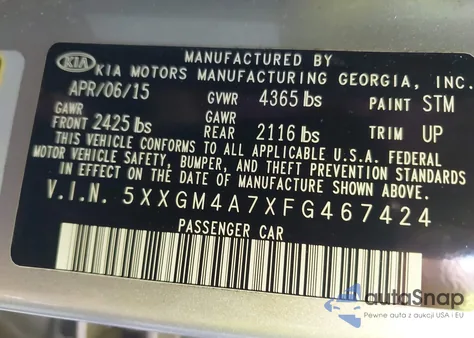 MANUFACTURED BY
KIA KIA MOTORS MANUFACTURING GEORGIA, INC.
APR/06/15 GVWR 4365 lbs PAINT STM
GAWR GAWR
FRONT 2425 lbs REAR 2116 lbs TRIM UP
THIS VEHICLE CONFORMS TO ALL APPLICABLE U.S.A. FEDERAL
MOTOR VEHICLE SAFETY, BUMPER, AND THEFT PREVENTION STANDARDS
IN EFFECT ON THE DATE OF MANUFACTURE SHOWN ABOVE.
V.I.N. 5XXGM4A7XFG467424
PASSENGER CAR
autoSnap
Pewne auta z aukcji USA i EU